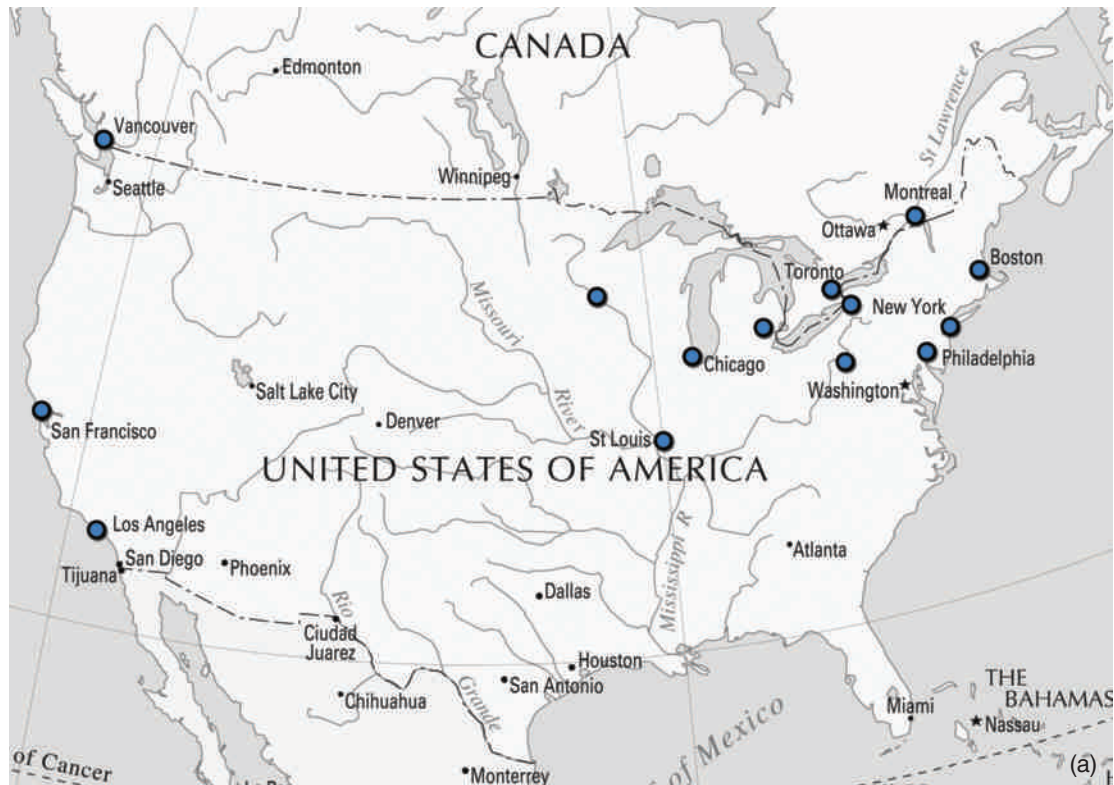 CANADA
Edmonton
Vancouver
Seattle
Winnipeg
St Lawrence R
Montreal
Ottawa
Boston
Toronto
New York
Missouri
River
Chicago
Philadelphia
Washington
Salt Lake City
Denver
San Francisco
St Louis
UNITED STATES OF AMERICA
Los Angeles
San Diego
Tijuana
Phoenix
Atlanta
Mississippi R
Dallas
Rio
Grande
Ciudad
Juarez
Houston
San Antonio
Chihuahua
Miami
THE
BAHAMAS
Nassau
of Mexico
of Cancer
Monterrey
(a)